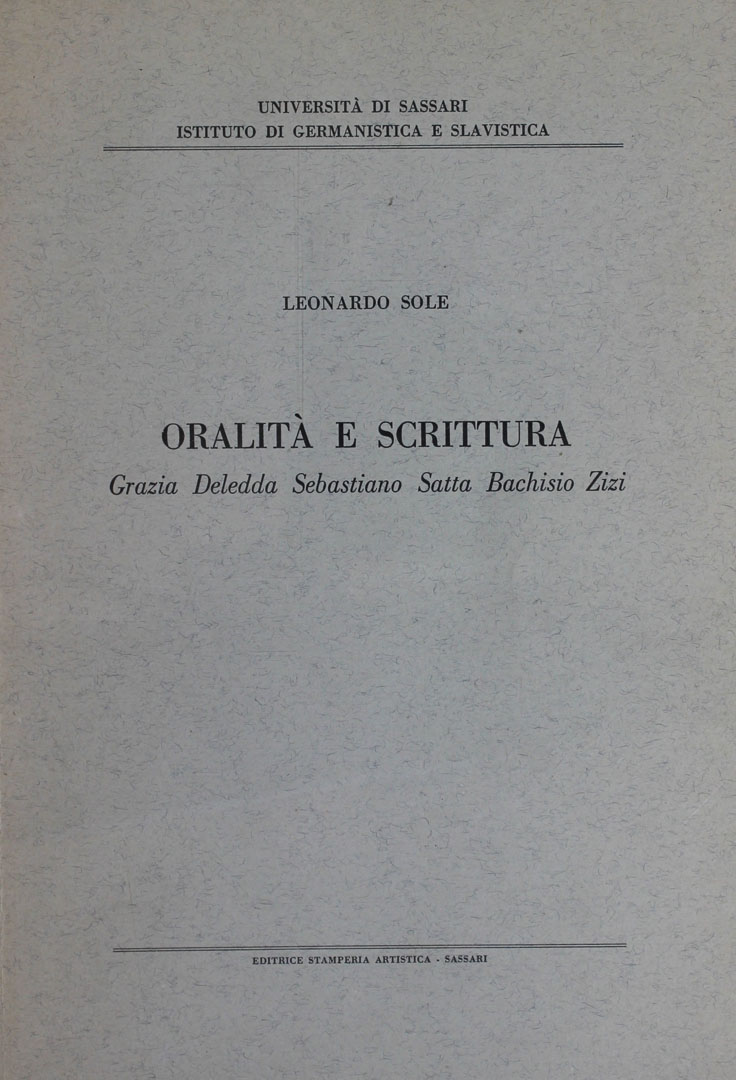 UNIVERSITÀ DI SASSARI
ISTITUTO DI GERMANISTICA E SLAVISTICA
LEONARDO SOLE
ORALITÀ E SCRITTURA
Grazia Deledda Sebastiano Satta Bachisio Zizi
EDITRICE STAMPERIA ARTISTICA - SASSARI